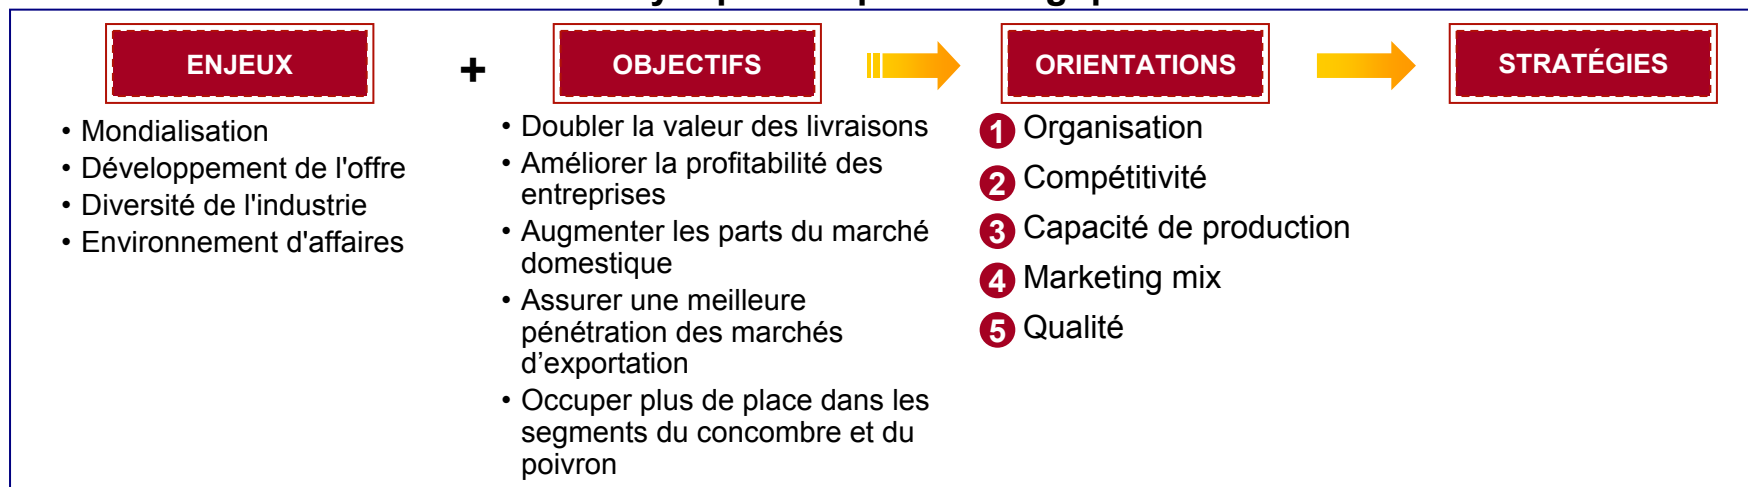 ENJEUX
+
OBJECTIFS
ORIENTATIONS
STRATÉGIES
• Mondialisation
• Développement de l'offre
• Diversité de l'industrie
• Environnement d'affaires
• Doubler la valeur des livraisons
• Améliorer la profitabilité des
entreprises
• Augmenter les parts du marché
domestique
• Assurer une meilleure
pénétration des marchés
d’exportation
• Occuper plus de place dans les
segments du concombre et du
poivron
1 Organisation
2 Compétitivité
3 Capacité de production
4 Marketing mix
5 Qualité